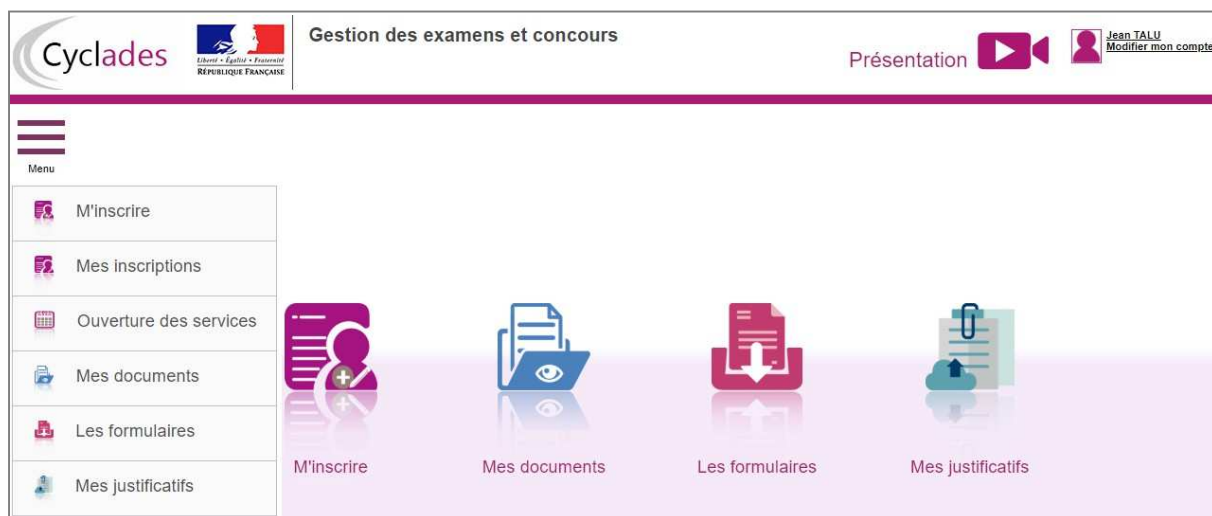 Cyclades
Liberté • Égalité • Fraternité
RÉPUBLIQUE FRANÇAISE
Gestion des examens et concours
Présentation
Jean TALU
Modifier mon compte
Menu
M'inscrire
Mes inscriptions
Ouverture des services
Mes documents
Les formulaires
Mes justificatifs
M'inscrire
Mes documents
Les formulaires
Mes justificatifs